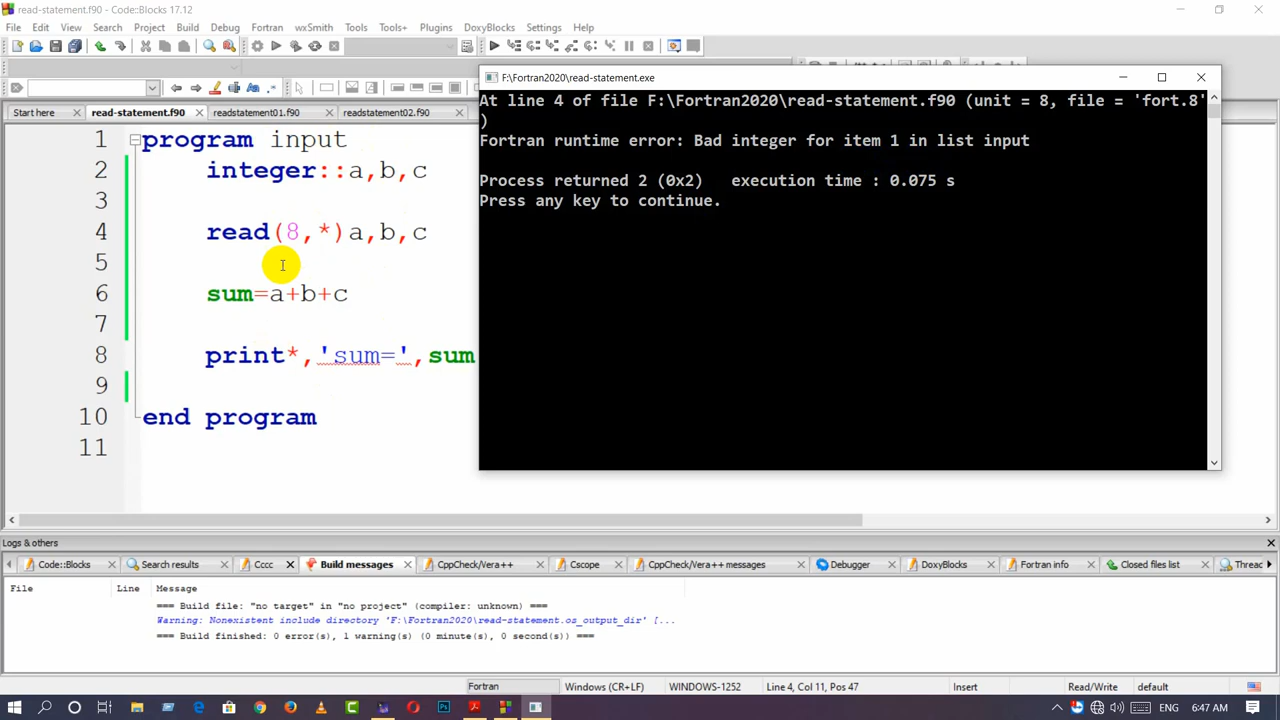 read-statement.f90 - Code::Blocks 17.12
File Edit View Search Project Build Debug Fortran wxSmith Tools Tools+ Plugins DoxyBlocks Settings Help
Start here read-statement.f90 readstatement01.f90 readstatement02.f90
1 program input
2 integer::a,b,c
3
4 read(8,*)a,b,c
5
6 sum=a+b+c
7
8 print*,'sum=',sum
9
10 end program
11
F:\Fortran2020\read-statement.exe
At line 4 of file F:\Fortran2020\read-statement.f90 (unit = 8, file = 'fort.8'
)
Fortran runtime error: Bad integer for item 1 in list input
Process returned 2 (0x2)   execution time : 0.075 s
Press any key to continue.
Logs & others
Code::Blocks Search results Cccc Build messages CppCheck/Vera++ Cscope CppCheck/Vera++ messages Debugger DoxyBlocks Fortran info Closed files list Threa
File Line Message
=== Build file: "no target" in "no project" (compiler: unknown) ===
Warning: Nonexistent include directory 'F:\Fortran2020\read-statement.os_output_dir' [...
=== Build finished: 0 error(s), 1 warning(s) (0 minute(s), 0 second(s)) ===
Fortran Windows (CR+LF) WINDOWS-1252 Line 4, Col 11, Pos 47 Insert Read/Write default
ENG 6:47 AM